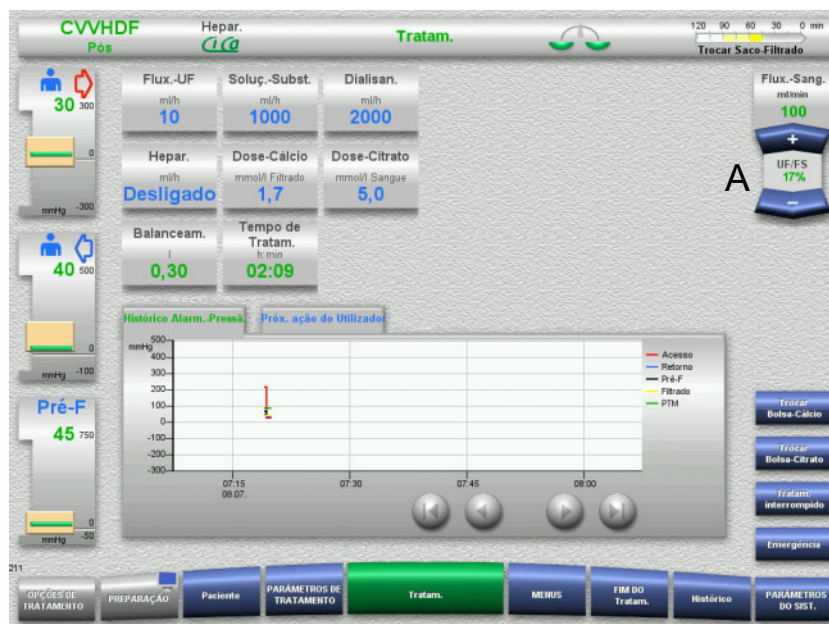 CVVHDF
Pós
Hepar.
CiCa
Tratam.
120 90 60 30 0 min
Trocar Saco-Filtrado
30
300
0
mmHg
-300
Flux.-UF
ml/h
10
Soluç.-Subst.
ml/h
1000
Dialisan.
ml/h
2000
Flux.-Sang.
ml/min
100
+
A
UF/FS
17%
−
Hepar.
ml/h
Desligado
Dose-Cálcio
mmol/l Filtrado
1,7
Dose-Citrato
mmol/l Sangue
5,0
40
500
0
mmHg
-100
Balanceam.
l
0,30
Tempo de
Tratam.
h:min
02:09
Histórico Alarm.-Pressã.
Próx. ação do Utilizador
mmHg
500
400
300
200
100
0
-100
-200
-300
07:15
08.07.
07:30
07:45
08:00
Acesso
Retorno
Pré-F
Filtrado
PTM
Pré-F
45
750
0
mmHg
-50
Trocar
Bolsa-Cálcio
Trocar
Bolsa-Citrato
Tratam.
interrompido
Emergência
211
OPÇÕES DE
TRATAMENTO
PREPARAÇÃO
Paciente
PARÂMETROS DE
TRATAMENTO
Tratam.
MENUS
FIM DO
Tratam.
Histórico
PARÂMETROS
DO SIST.